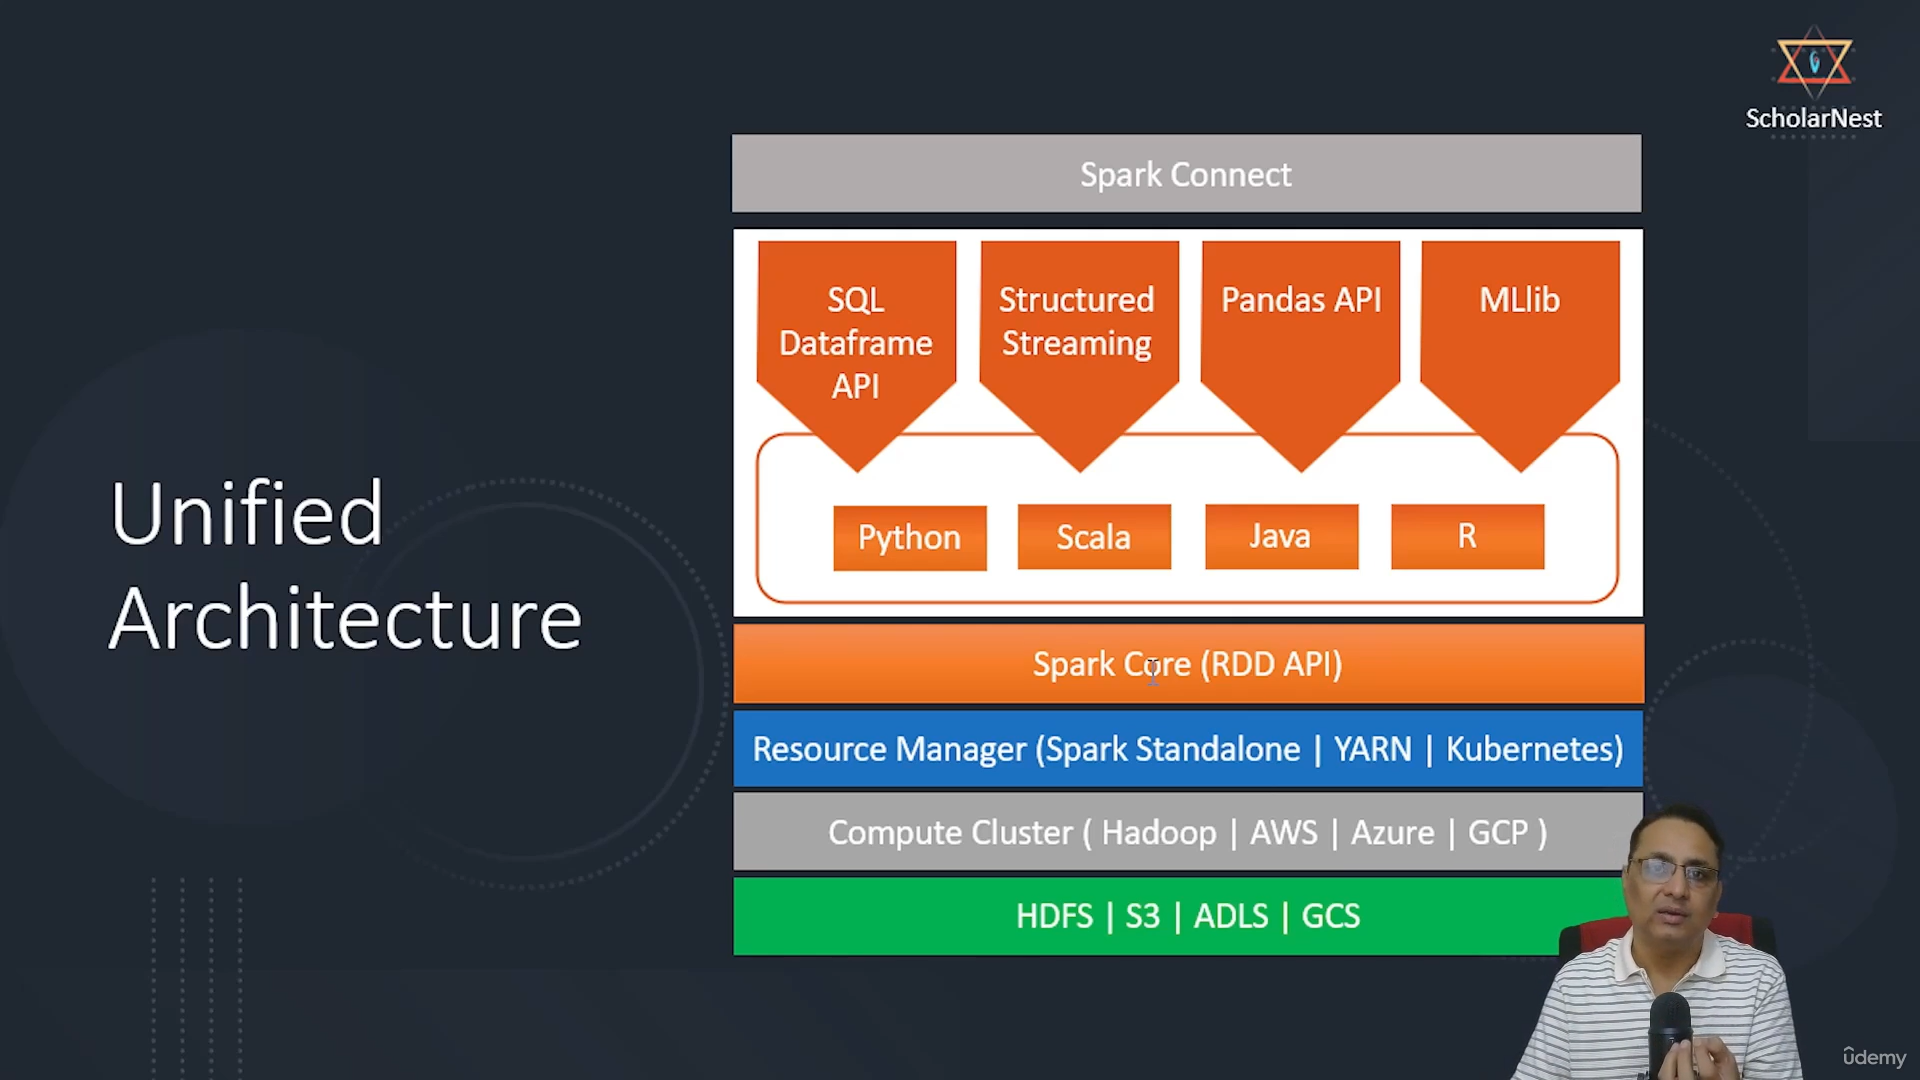 ScholarNest
Unified
Architecture
Spark Connect
SQL
Dataframe
API
Structured
Streaming
Pandas API
MLlib
Python
Scala
Java
R
Spark Core (RDD API)
Resource Manager (Spark Standalone | YARN | Kubernetes)
Compute Cluster ( Hadoop | AWS | Azure | GCP )
HDFS | S3 | ADLS | GCS
ûdemy